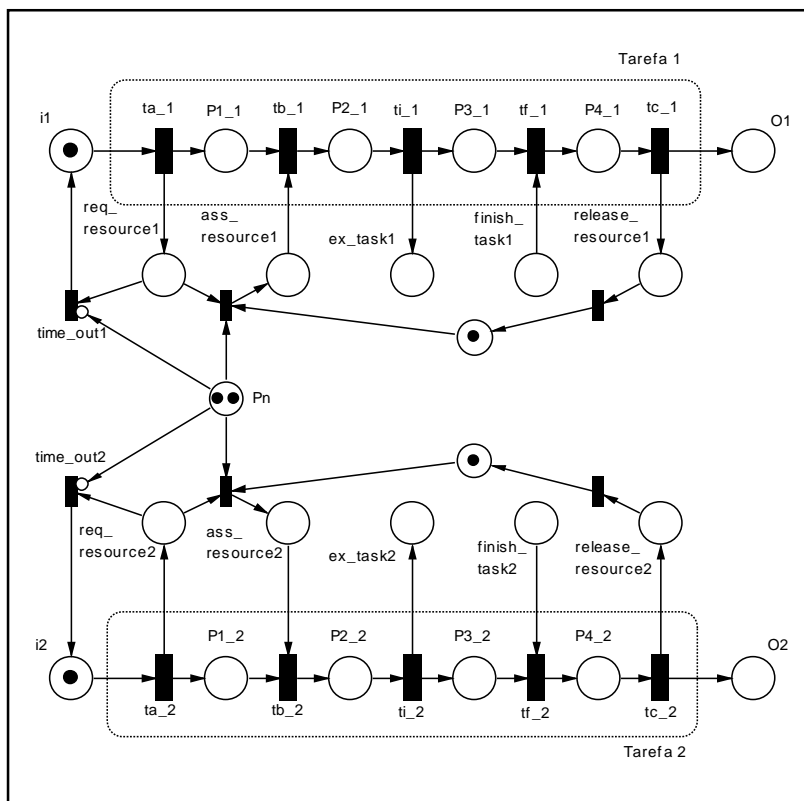 Tarefa 1
i1
ta_1
P1_1
tb_1
P2_1
ti_1
P3_1
tf_1
P4_1
tc_1
O1
req_
resource1
ass_
resource1
ex_task1
finish_
task1
release_
resource1
time_out1
Pn
time_out2
req_
resource2
ass_
resource2
ex_task2
finish_
task2
release_
resource2
i2
P1_2
P2_2
P3_2
P4_2
O2
ta_2
tb_2
ti_2
tf_2
tc_2
Tarefa 2